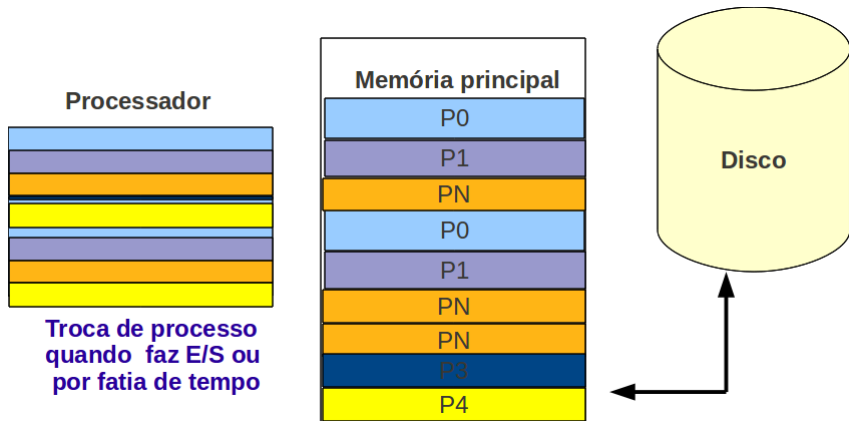 Processador
Troca de processo
quando faz E/S ou
por fatia de tempo
Memória principal
P0
P1
PN
P0
P1
PN
PN
P3
P4
Disco